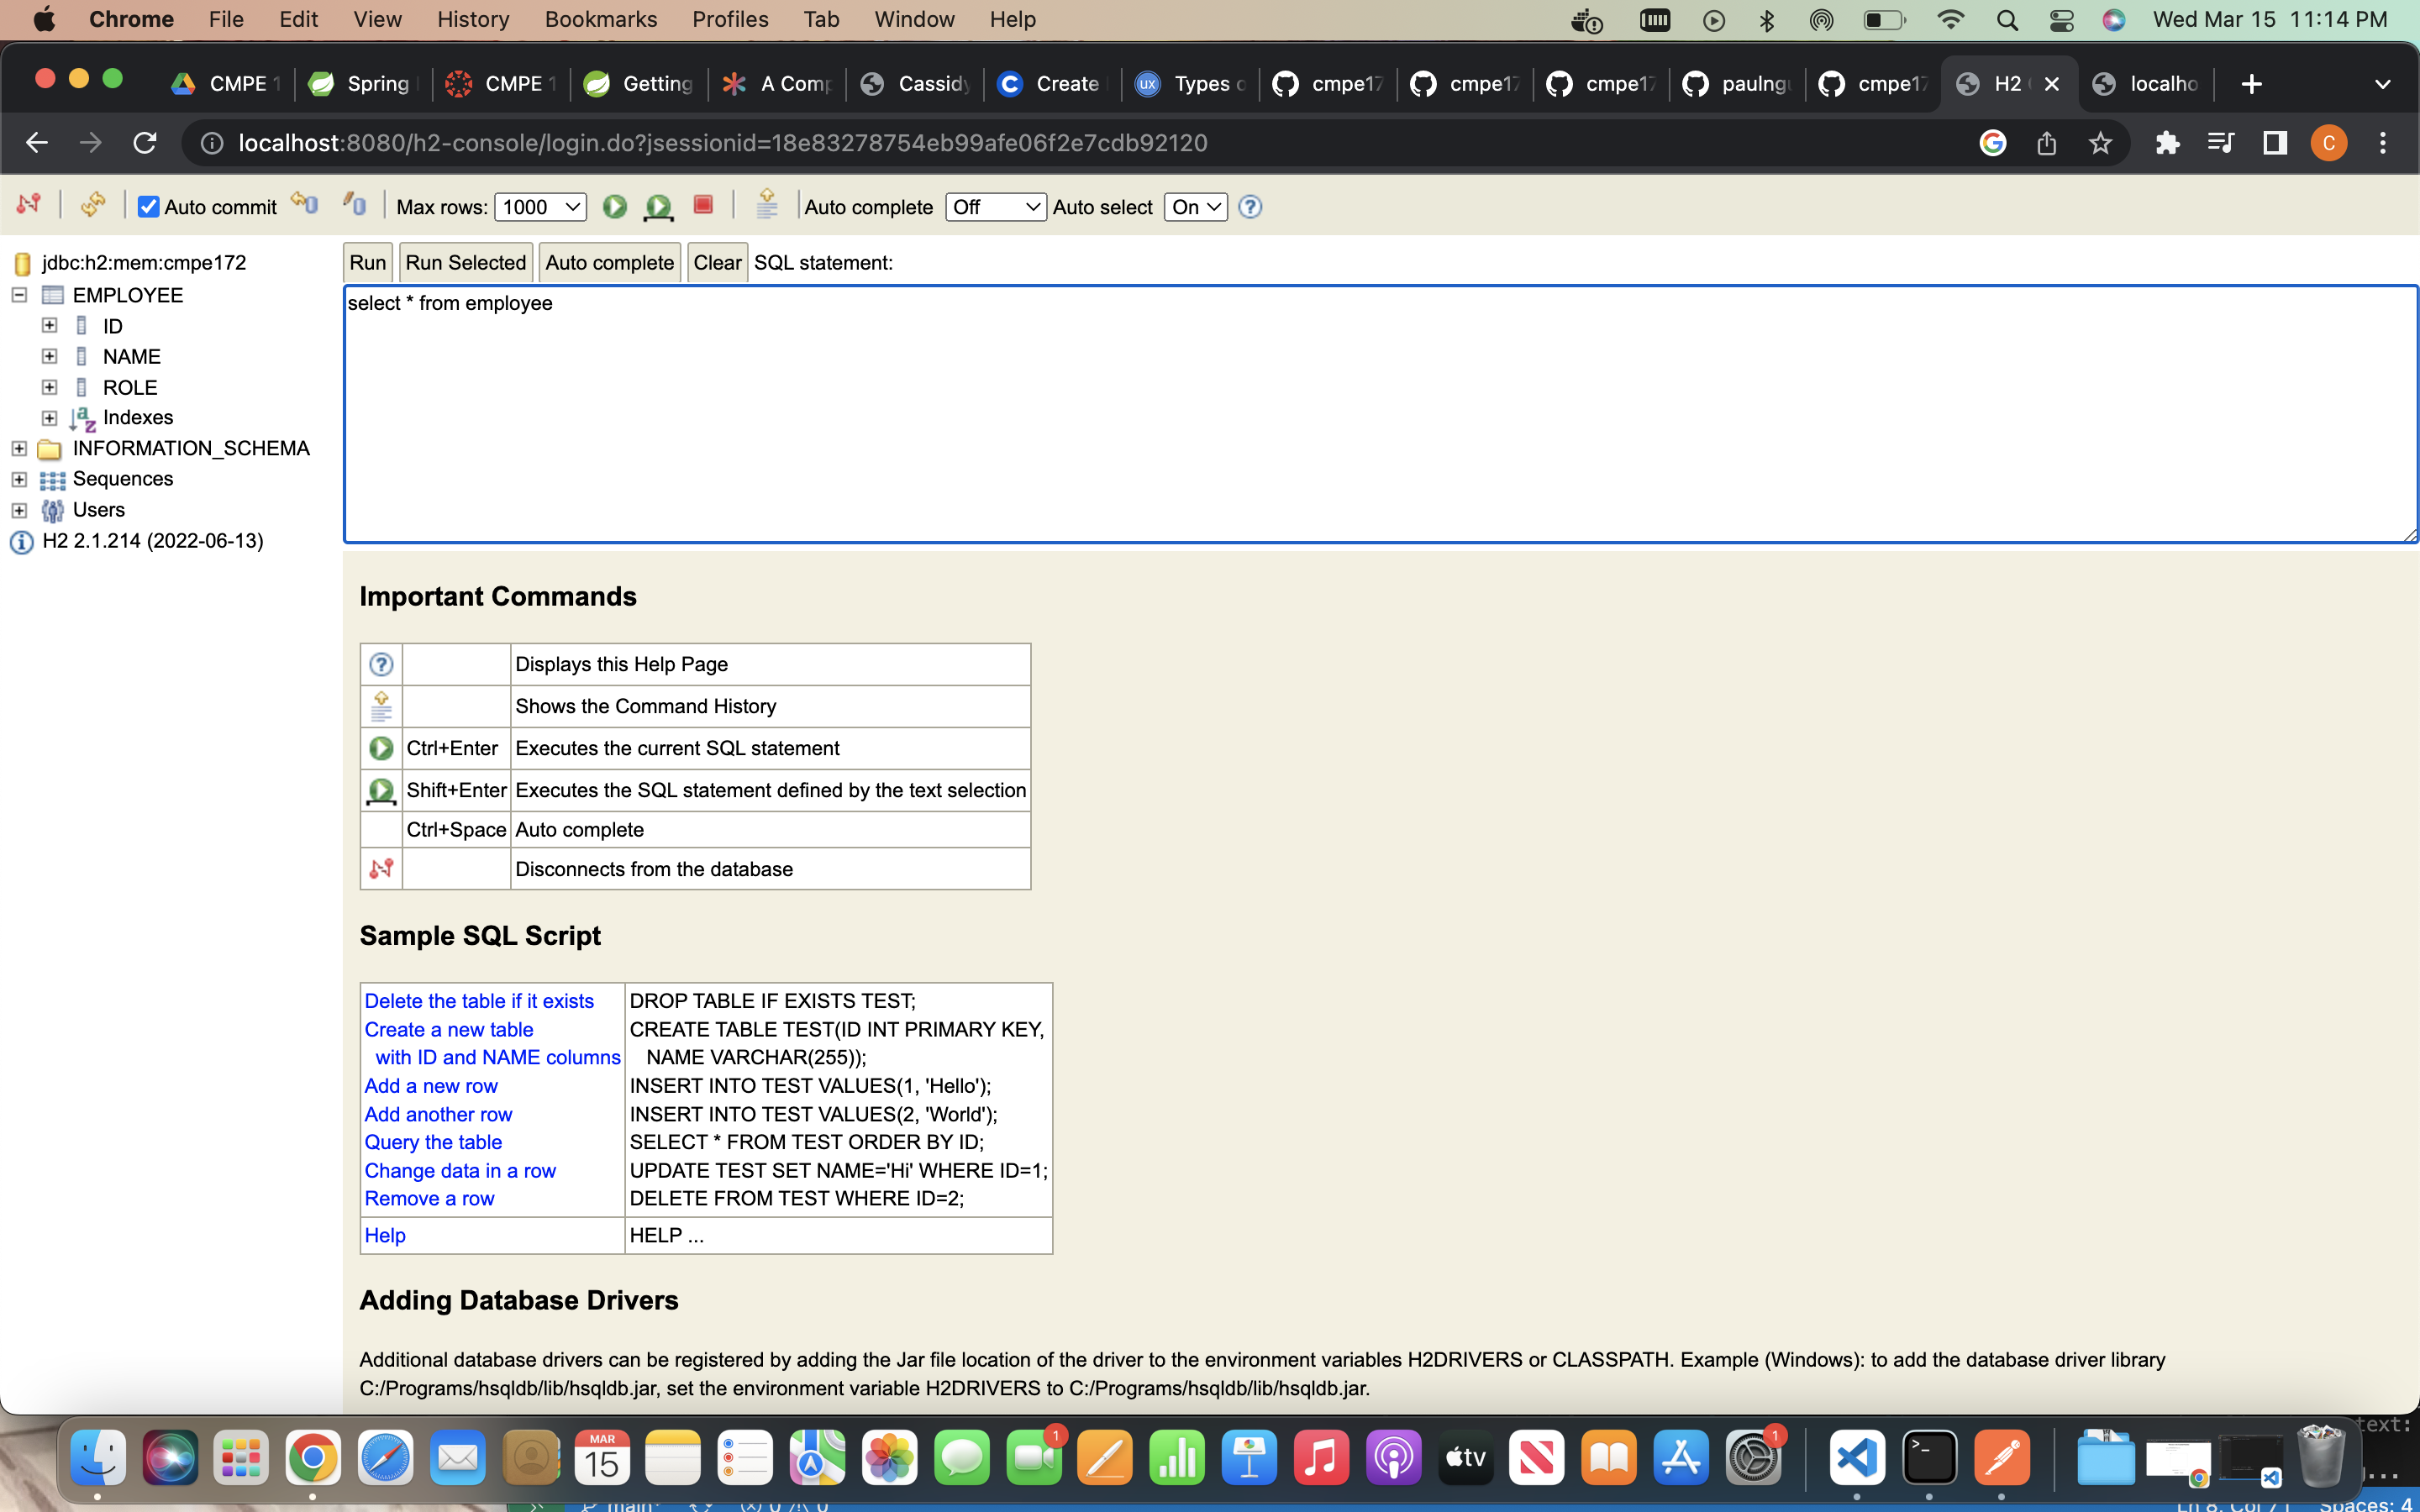 Chrome File Edit View History Bookmarks Profiles Tab Window Help Wed Mar 15 11:14 PM
CMPE 1 Spring CMPE 1 Getting A Comp Cassidy Create Types o cmpe17 cmpe17 cmpe17 paulngu cmpe17 H2 localho
localhost:8080/h2-console/login.do?jsessionid=18e83278754eb99afe06f2e7cdb92120 C
Auto commit Max rows: 1000 Auto complete Off Auto select On
jdbc:h2:mem:cmpe172
EMPLOYEE
ID
NAME
ROLE
Indexes
INFORMATION_SCHEMA
Sequences
Users
H2 2.1.214 (2022-06-13)
Run Run Selected Auto complete Clear SQL statement:
select * from employee
Important Commands
Displays this Help Page
Shows the Command History
Ctrl+Enter Executes the current SQL statement
Shift+Enter Executes the SQL statement defined by the text selection
Ctrl+Space Auto complete
Disconnects from the database
Sample SQL Script
Delete the table if it exists DROP TABLE IF EXISTS TEST;
Create a new table CREATE TABLE TEST(ID INT PRIMARY KEY,
with ID and NAME columns NAME VARCHAR(255));
Add a new row INSERT INTO TEST VALUES(1, 'Hello');
Add another row INSERT INTO TEST VALUES(2, 'World');
Query the table SELECT * FROM TEST ORDER BY ID;
Change data in a row UPDATE TEST SET NAME='Hi' WHERE ID=1;
Remove a row DELETE FROM TEST WHERE ID=2;
Help HELP ...
Adding Database Drivers
Additional database drivers can be registered by adding the Jar file location of the driver to the environment variables H2DRIVERS or CLASSPATH. Example (Windows): to add the database driver library
C:/Programs/hsqldb/lib/hsqldb.jar, set the environment variable H2DRIVERS to C:/Programs/hsqldb/lib/hsqldb.jar.
text:
MAR
15 1 tv 1
main* 0 0 Spaces: 4